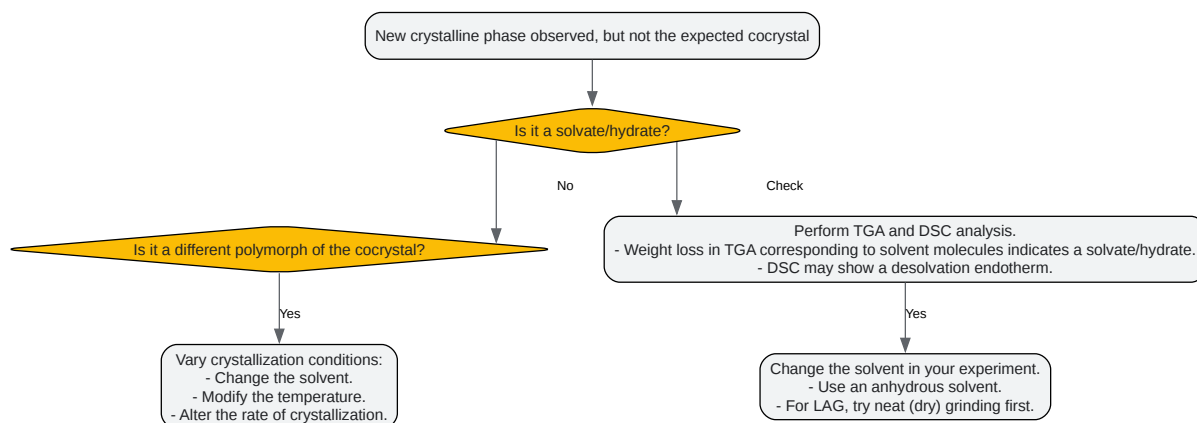 New crystalline phase observed, but not the expected cocrystal
Is it a solvate/hydrate?
No
Check
Is it a different polymorph of the cocrystal?
Perform TGA and DSC analysis.
- Weight loss in TGA corresponding to solvent molecules indicates a solvate/hydrate.
- DSC may show a desolvation endotherm.
Yes
Yes
Vary crystallization conditions:
- Change the solvent.
- Modify the temperature.
- Alter the rate of crystallization.
Change the solvent in your experiment.
- Use an anhydrous solvent.
- For LAG, try neat (dry) grinding first.